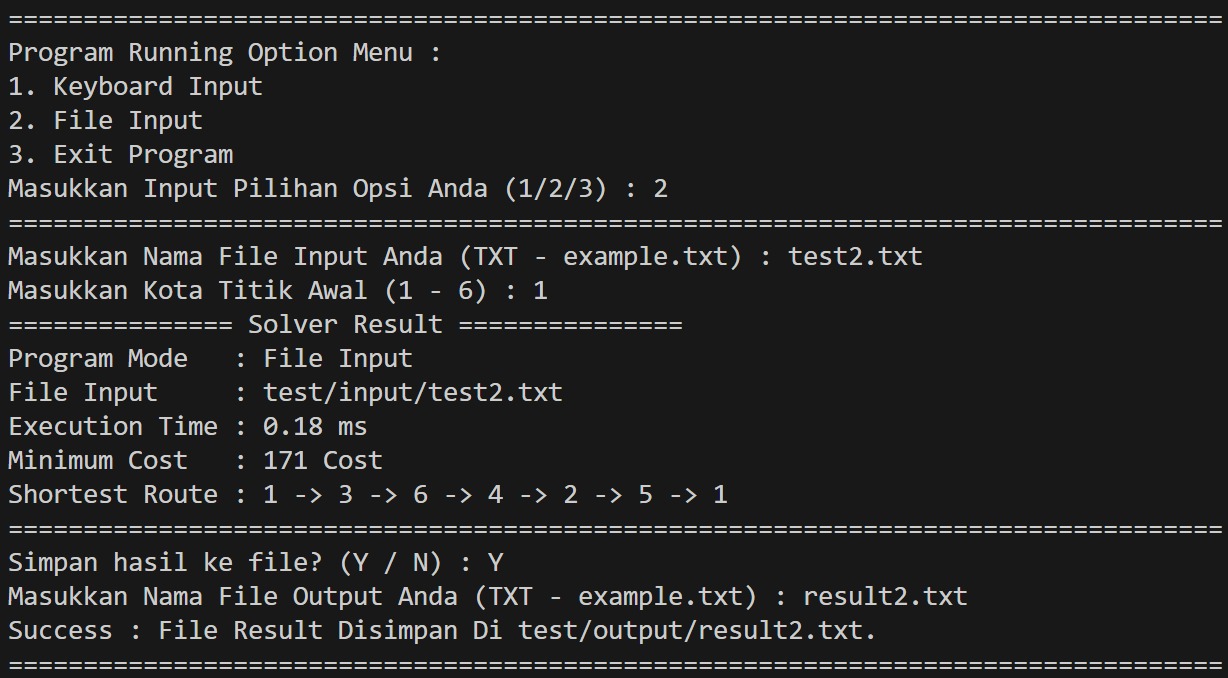 =================================================================================
Program Running Option Menu :
1. Keyboard Input
2. File Input
3. Exit Program
Masukkan Input Pilihan Opsi Anda (1/2/3) : 2
=================================================================================
Masukkan Nama File Input Anda (TXT - example.txt) : test2.txt
Masukkan Kota Titik Awal (1 - 6) : 1
=============== Solver Result ===============
Program Mode   : File Input
File Input     : test/input/test2.txt
Execution Time : 0.18 ms
Minimum Cost   : 171 Cost
Shortest Route : 1 -> 3 -> 6 -> 4 -> 2 -> 5 -> 1
=================================================================================
Simpan hasil ke file? (Y / N) : Y
Masukkan Nama File Output Anda (TXT - example.txt) : result2.txt
Success : File Result Disimpan Di test/output/result2.txt.
=================================================================================